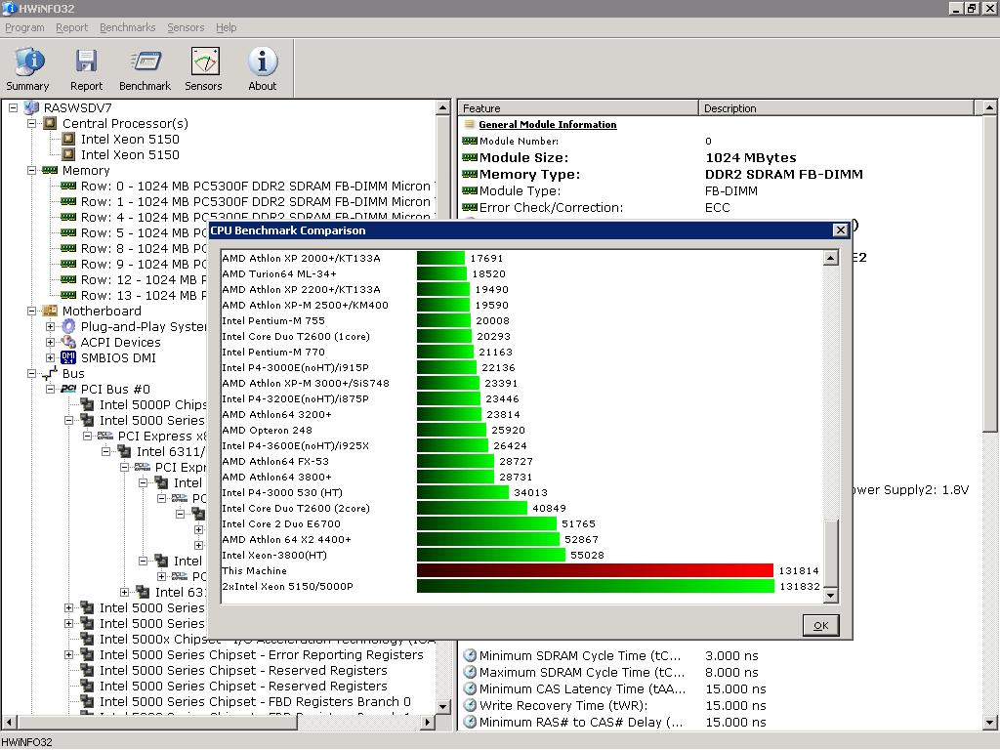 HWiNFO32
Program Report Benchmarks Sensors Help
Summary Report Benchmark Sensors About
RASWSDV7
Central Processor(s)
Intel Xeon 5150
Intel Xeon 5150
Memory
Row: 0 - 1024 MB PC5300F DDR2 SDRAM FB-DIMM Micron
Row: 1 - 1024 MB PC5300F DDR2 SDRAM FB-DIMM Micron
Row: 4 - 1024 MB PC5300F DDR2 SDRAM FB-DIMM Micron
Row: 5 - 1024 MB P
Row: 8 - 1024 MB P
Row: 9 - 1024 MB P
Row: 12 - 1024 MB P
Row: 13 - 1024 MB P
Motherboard
Plug-and-Play System
ACPI Devices
SMBIOS DMI
Bus
PCI Bus #0
Intel 5000P Chips
Intel 5000 Series
PCI Express x8
Intel 6311/
PCI Expr
Intel
PC
Intel
PC
Intel 631
Intel 5000 Series
Intel 5000 Series
Intel 5000x Chipset - I/O Acceleration Technology (IOA
Intel 5000 Series Chipset - Error Reporting Registers
Intel 5000 Series Chipset - Reserved Registers
Intel 5000 Series Chipset - Reserved Registers
Intel 5000 Series Chipset - FBD Registers Branch 0
Feature Description
General Module Information
Module Number: 0
Module Size: 1024 MBytes
Memory Type: DDR2 SDRAM FB-DIMM
Module Type: FB-DIMM
Error Check/Correction: ECC
)
E2
ower Supply2: 1.8V
Minimum SDRAM Cycle Time (tC... 3.000 ns
Maximum SDRAM Cycle Time (tC... 8.000 ns
Minimum CAS Latency Time (tAA... 15.000 ns
Write Recovery Time (tWR): 15.000 ns
Minimum RAS# to CAS# Delay (... 15.000 ns
CPU Benchmark Comparison
AMD Athlon XP 2000+/KT133A 17691
AMD Turion64 ML-34+ 18520
AMD Athlon XP 2200+/KT133A 19490
AMD Athlon XP-M 2500+/KM400 19590
Intel Pentium-M 755 20008
Intel Core Duo T2600 (1core) 20293
Intel Pentium-M 770 21163
Intel P4-3000E(noHT)/i915P 22136
AMD Athlon XP-M 3000+/SiS748 23391
Intel P4-3200E(noHT)/i875P 23446
AMD Athlon64 3200+ 23814
AMD Opteron 248 25920
Intel P4-3600E(noHT)/i925X 26424
AMD Athlon64 FX-53 28727
AMD Athlon64 3800+ 28731
Intel P4-3000 530 (HT) 34013
Intel Core Duo T2600 (2core) 40849
Intel Core 2 Duo E6700 51765
AMD Athlon 64 X2 4400+ 52867
Intel Xeon-3800(HT) 55028
This Machine 131814
2xIntel Xeon 5150/5000P 131832
OK
HWiNFO32